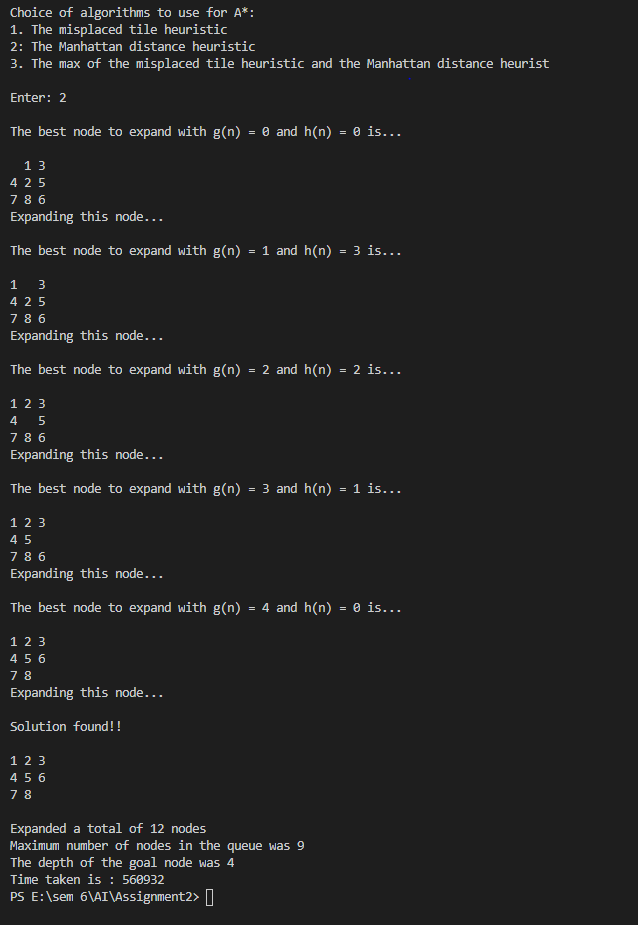 Choice of algorithms to use for A*:
1. The misplaced tile heuristic
2: The Manhattan distance heuristic
3. The max of the misplaced tile heuristic and the Manhattan distance heurist
Enter: 2
The best node to expand with g(n) = 0 and h(n) = 0 is...
  1 3
4 2 5
7 8 6
Expanding this node...
The best node to expand with g(n) = 1 and h(n) = 3 is...
1   3
4 2 5
7 8 6
Expanding this node...
The best node to expand with g(n) = 2 and h(n) = 2 is...
1 2 3
4   5
7 8 6
Expanding this node...
The best node to expand with g(n) = 3 and h(n) = 1 is...
1 2 3
4 5
7 8 6
Expanding this node...
The best node to expand with g(n) = 4 and h(n) = 0 is...
1 2 3
4 5 6
7 8
Expanding this node...
Solution found!!
1 2 3
4 5 6
7 8
Expanded a total of 12 nodes
Maximum number of nodes in the queue was 9
The depth of the goal node was 4
Time taken is : 560932
PS E:\sem 6\AI\Assignment2>